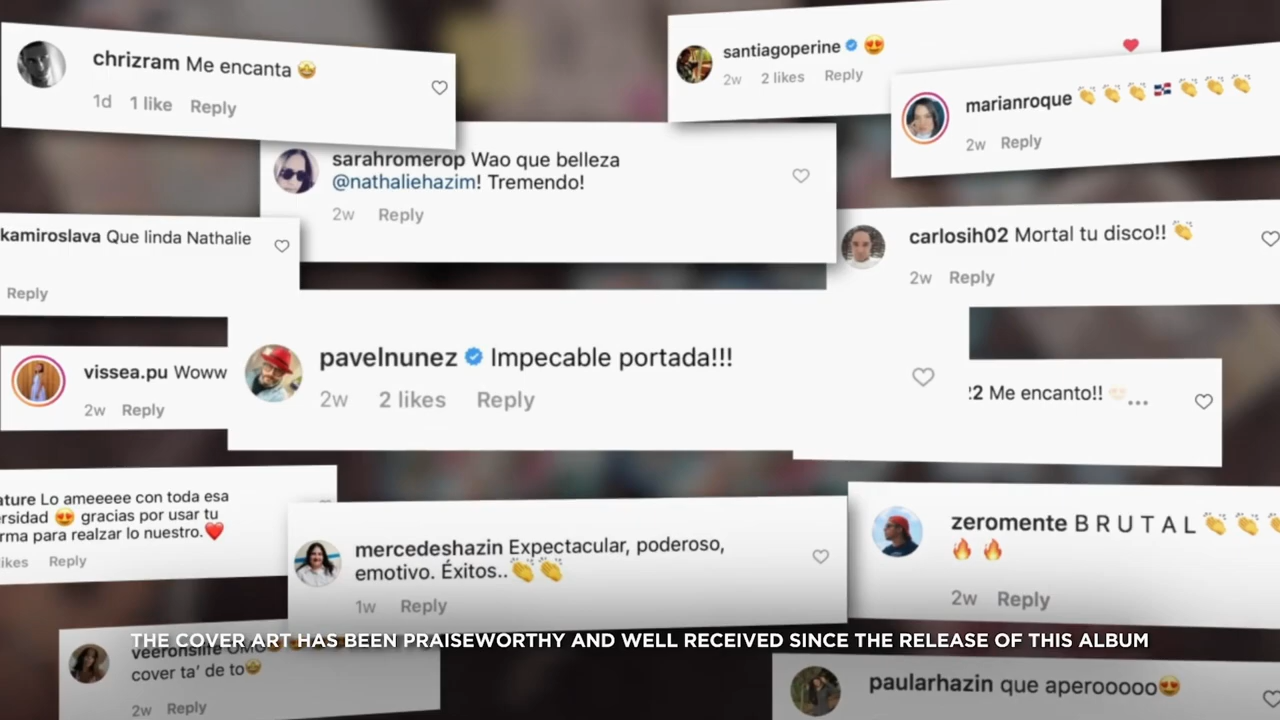 chrizram Me encanta 🤩
1d 1 like Reply
santiagoperine 😍
2w 2 likes Reply
marianroque 👏 👏 👏 🇩🇴 👏 👏 👏
2w Reply
sarahromerop Wao que belleza
@nathaliehazim! Tremendo!
2w Reply
kamiroslava Que linda Nathalie
Reply
carlosih02 Mortal tu disco!! 👏
2w Reply
vissea.pu Woww
2w Reply
pavelnunez Impecable portada!!!
2w 2 likes Reply
2 Me encanto!! ...
ature Lo ameeeee con toda esa
ersidad 😍 gracias por usar tu
rma para realzo lo nuestro.❤️
ikes Reply
mercedeshazin Expectacular, poderoso,
emotivo. Éxitos..👏👏
1w Reply
zeromente B R U T A L 👏 👏 👏
🔥 🔥
2w Reply
THE COVER ART HAS BEEN PRAISEWORTHY AND WELL RECEIVED SINCE THE RELEASE OF THIS ALBUM
cover ta' de to🤩
2w Reply
paularhazin que aperooooo😍